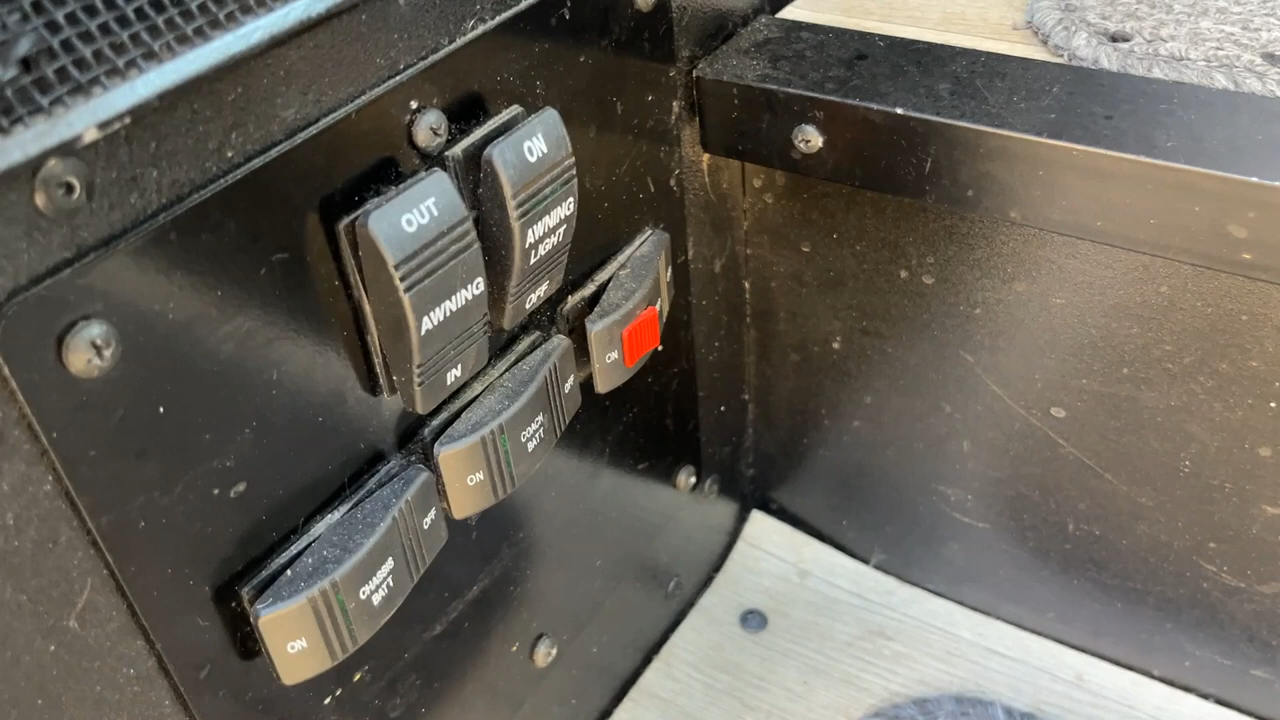 OUT
AWNING
IN
ON
AWNING
LIGHT
OFF
ON
ON
COACH
BATT
OFF
ON
CHASSIS
BATT
OFF